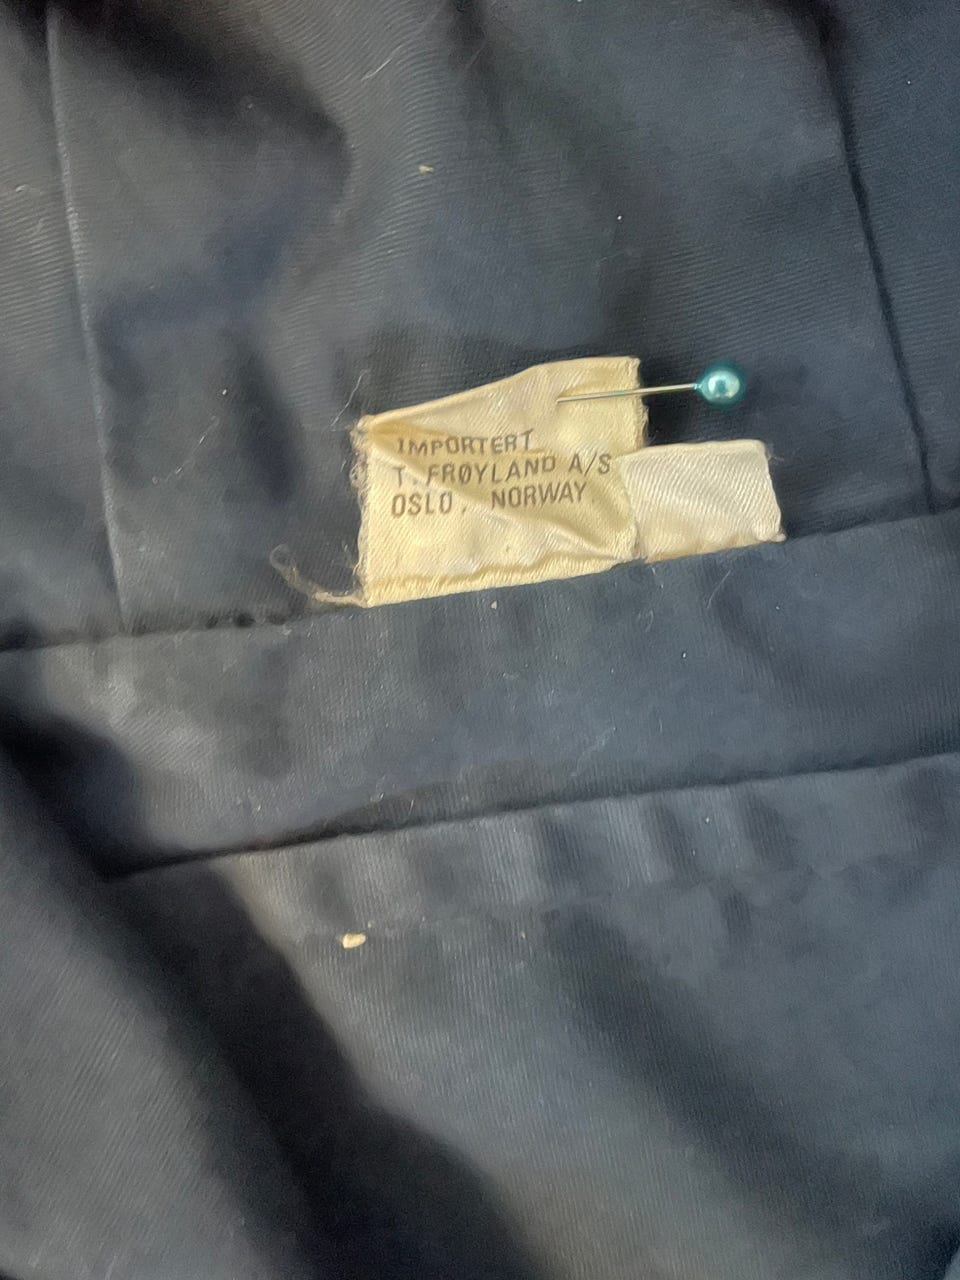 IMPORTERT
T. FRØYLAND A/S
OSLO, NORWAY